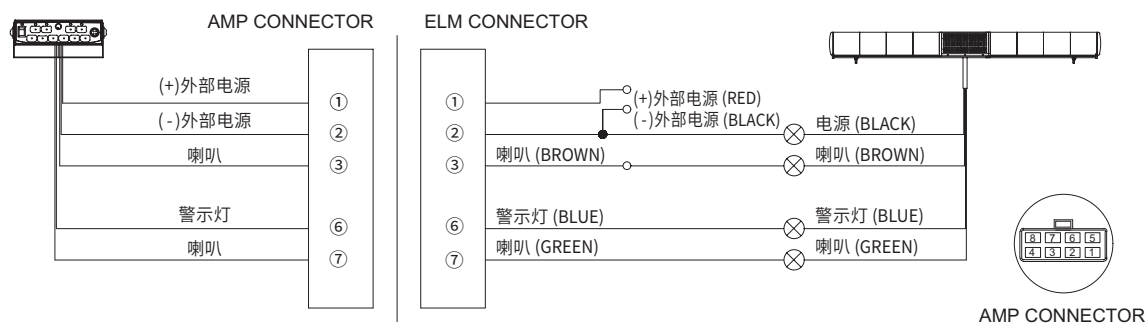 AMP CONNECTOR
ELM CONNECTOR
(+)外部电源
①
(-)外部电源
②
喇叭
③
警示灯
⑥
喇叭
⑦
①
(+)外部电源 (RED)
(-)外部电源 (BLACK)
②
电源 (BLACK)
③
喇叭 (BROWN)
喇叭 (BROWN)
⑥
警示灯 (BLUE)
警示灯 (BLUE)
⑦
喇叭 (GREEN)
喇叭 (GREEN)
8 7 6 5
4 3 2 1
AMP CONNECTOR